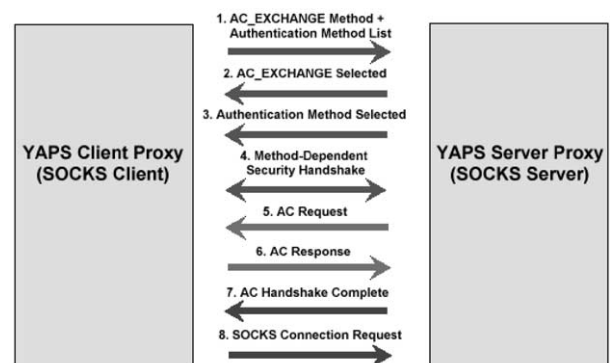 1. AC_EXCHANGE Method +
Authentication Method List
2. AC_EXCHANGE Selected
3. Authentication Method Selected
YAPS Client Proxy
(SOCKS Client)
4. Method-Dependent
Security Handshake
YAPS Server Proxy
(SOCKS Server)
5. AC Request
6. AC Response
7. AC Handshake Complete
8. SOCKS Connection Request